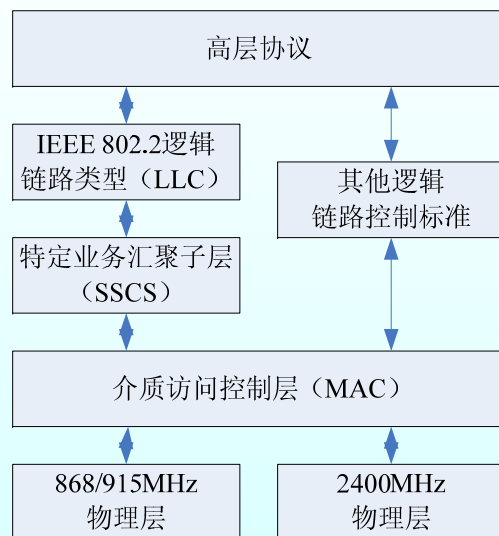 高层协议
IEEE 802.2逻辑
链路类型（LLC）
其他逻辑
链路控制标准
特定业务汇聚子层
（SSCS）
介质访问控制层（MAC）
868/915MHz
物理层
2400MHz
物理层